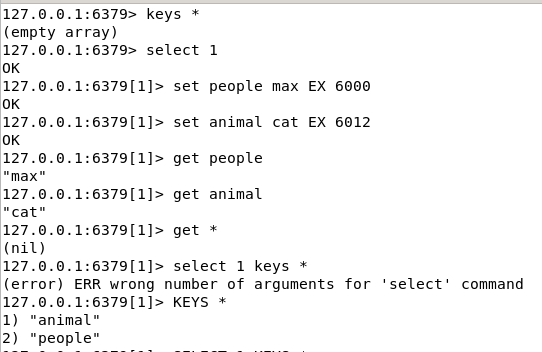 127.0.0.1:6379> keys *
(empty array)
127.0.0.1:6379> select 1
OK
127.0.0.1:6379[1]> set people max EX 6000
OK
127.0.0.1:6379[1]> set animal cat EX 6012
OK
127.0.0.1:6379[1]> get people
"max"
127.0.0.1:6379[1]> get animal
"cat"
127.0.0.1:6379[1]> get *
(nil)
127.0.0.1:6379[1]> select 1 keys *
(error) ERR wrong number of arguments for 'select' command
127.0.0.1:6379[1]> KEYS *
1) "animal"
2) "people"